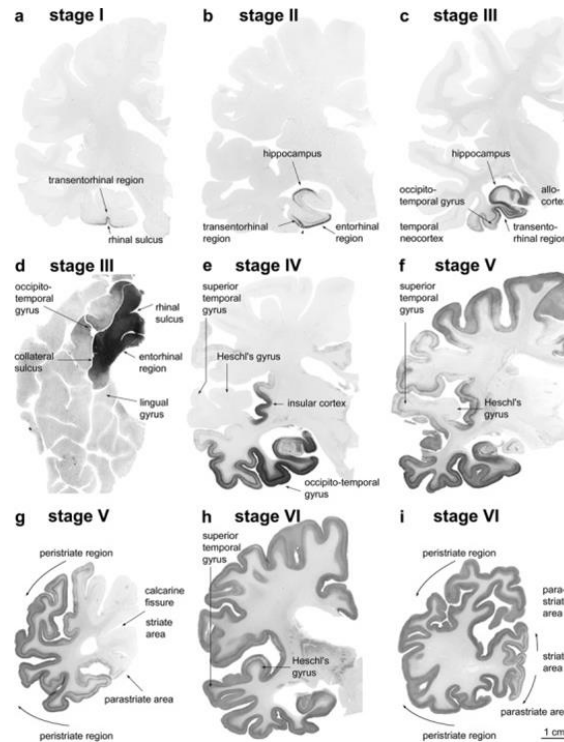 a stage I
transentorhinal region
rhinal sulcus
b stage II
hippocampus
transentorhinal
region
entorhinal
region
c stage III
hippocampus
occipito-
temporal gyrus
allo-
cortex
temporal
neocortex
transento-
rhinal region
d stage III
occipito-
temporal
gyrus
rhinal
sulcus
collateral
sulcus
entorhinal
region
lingual
gyrus
e stage IV
superior
temporal gyrus
Heschl's gyrus
insular cortex
occipito-temporal
gyrus
f stage V
superior
temporal
gyrus
Heschl's
gyrus
g stage V
peristriate region
calcarine
fissure
striate
area
parastriate area
peristriate region
h stage VI
superior
temporal
gyrus
Heschl's
gyrus
i stage VI
peristriate region
para-
striate
area
striate
area
parastriate area
peristriate region
1 cm